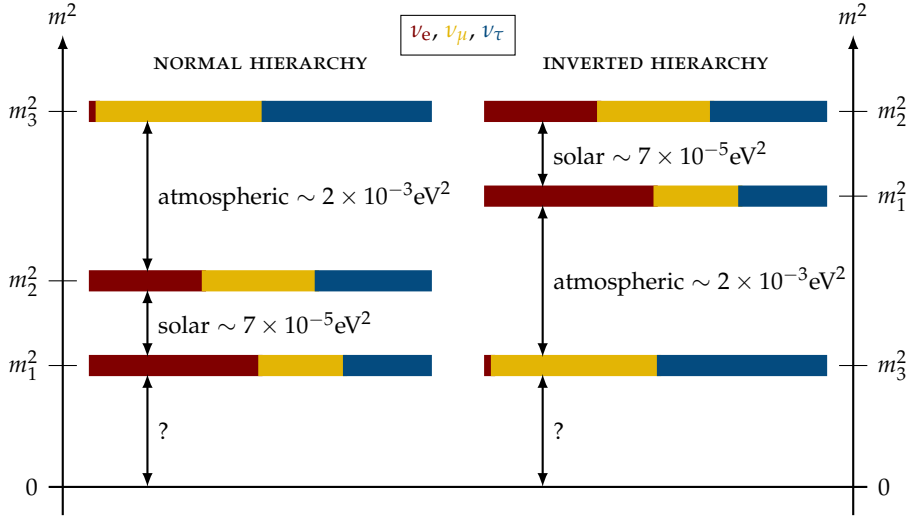 m²
νe, νμ, ντ
m²
NORMAL HIERARCHY
INVERTED HIERARCHY
m₃²
m₂²
solar ~ 7 × 10⁻⁵eV²
atmospheric ~ 2 × 10⁻³eV²
m₁²
m₂²
atmospheric ~ 2 × 10⁻³eV²
solar ~ 7 × 10⁻⁵eV²
m₁²
m₃²
?
?
0
0